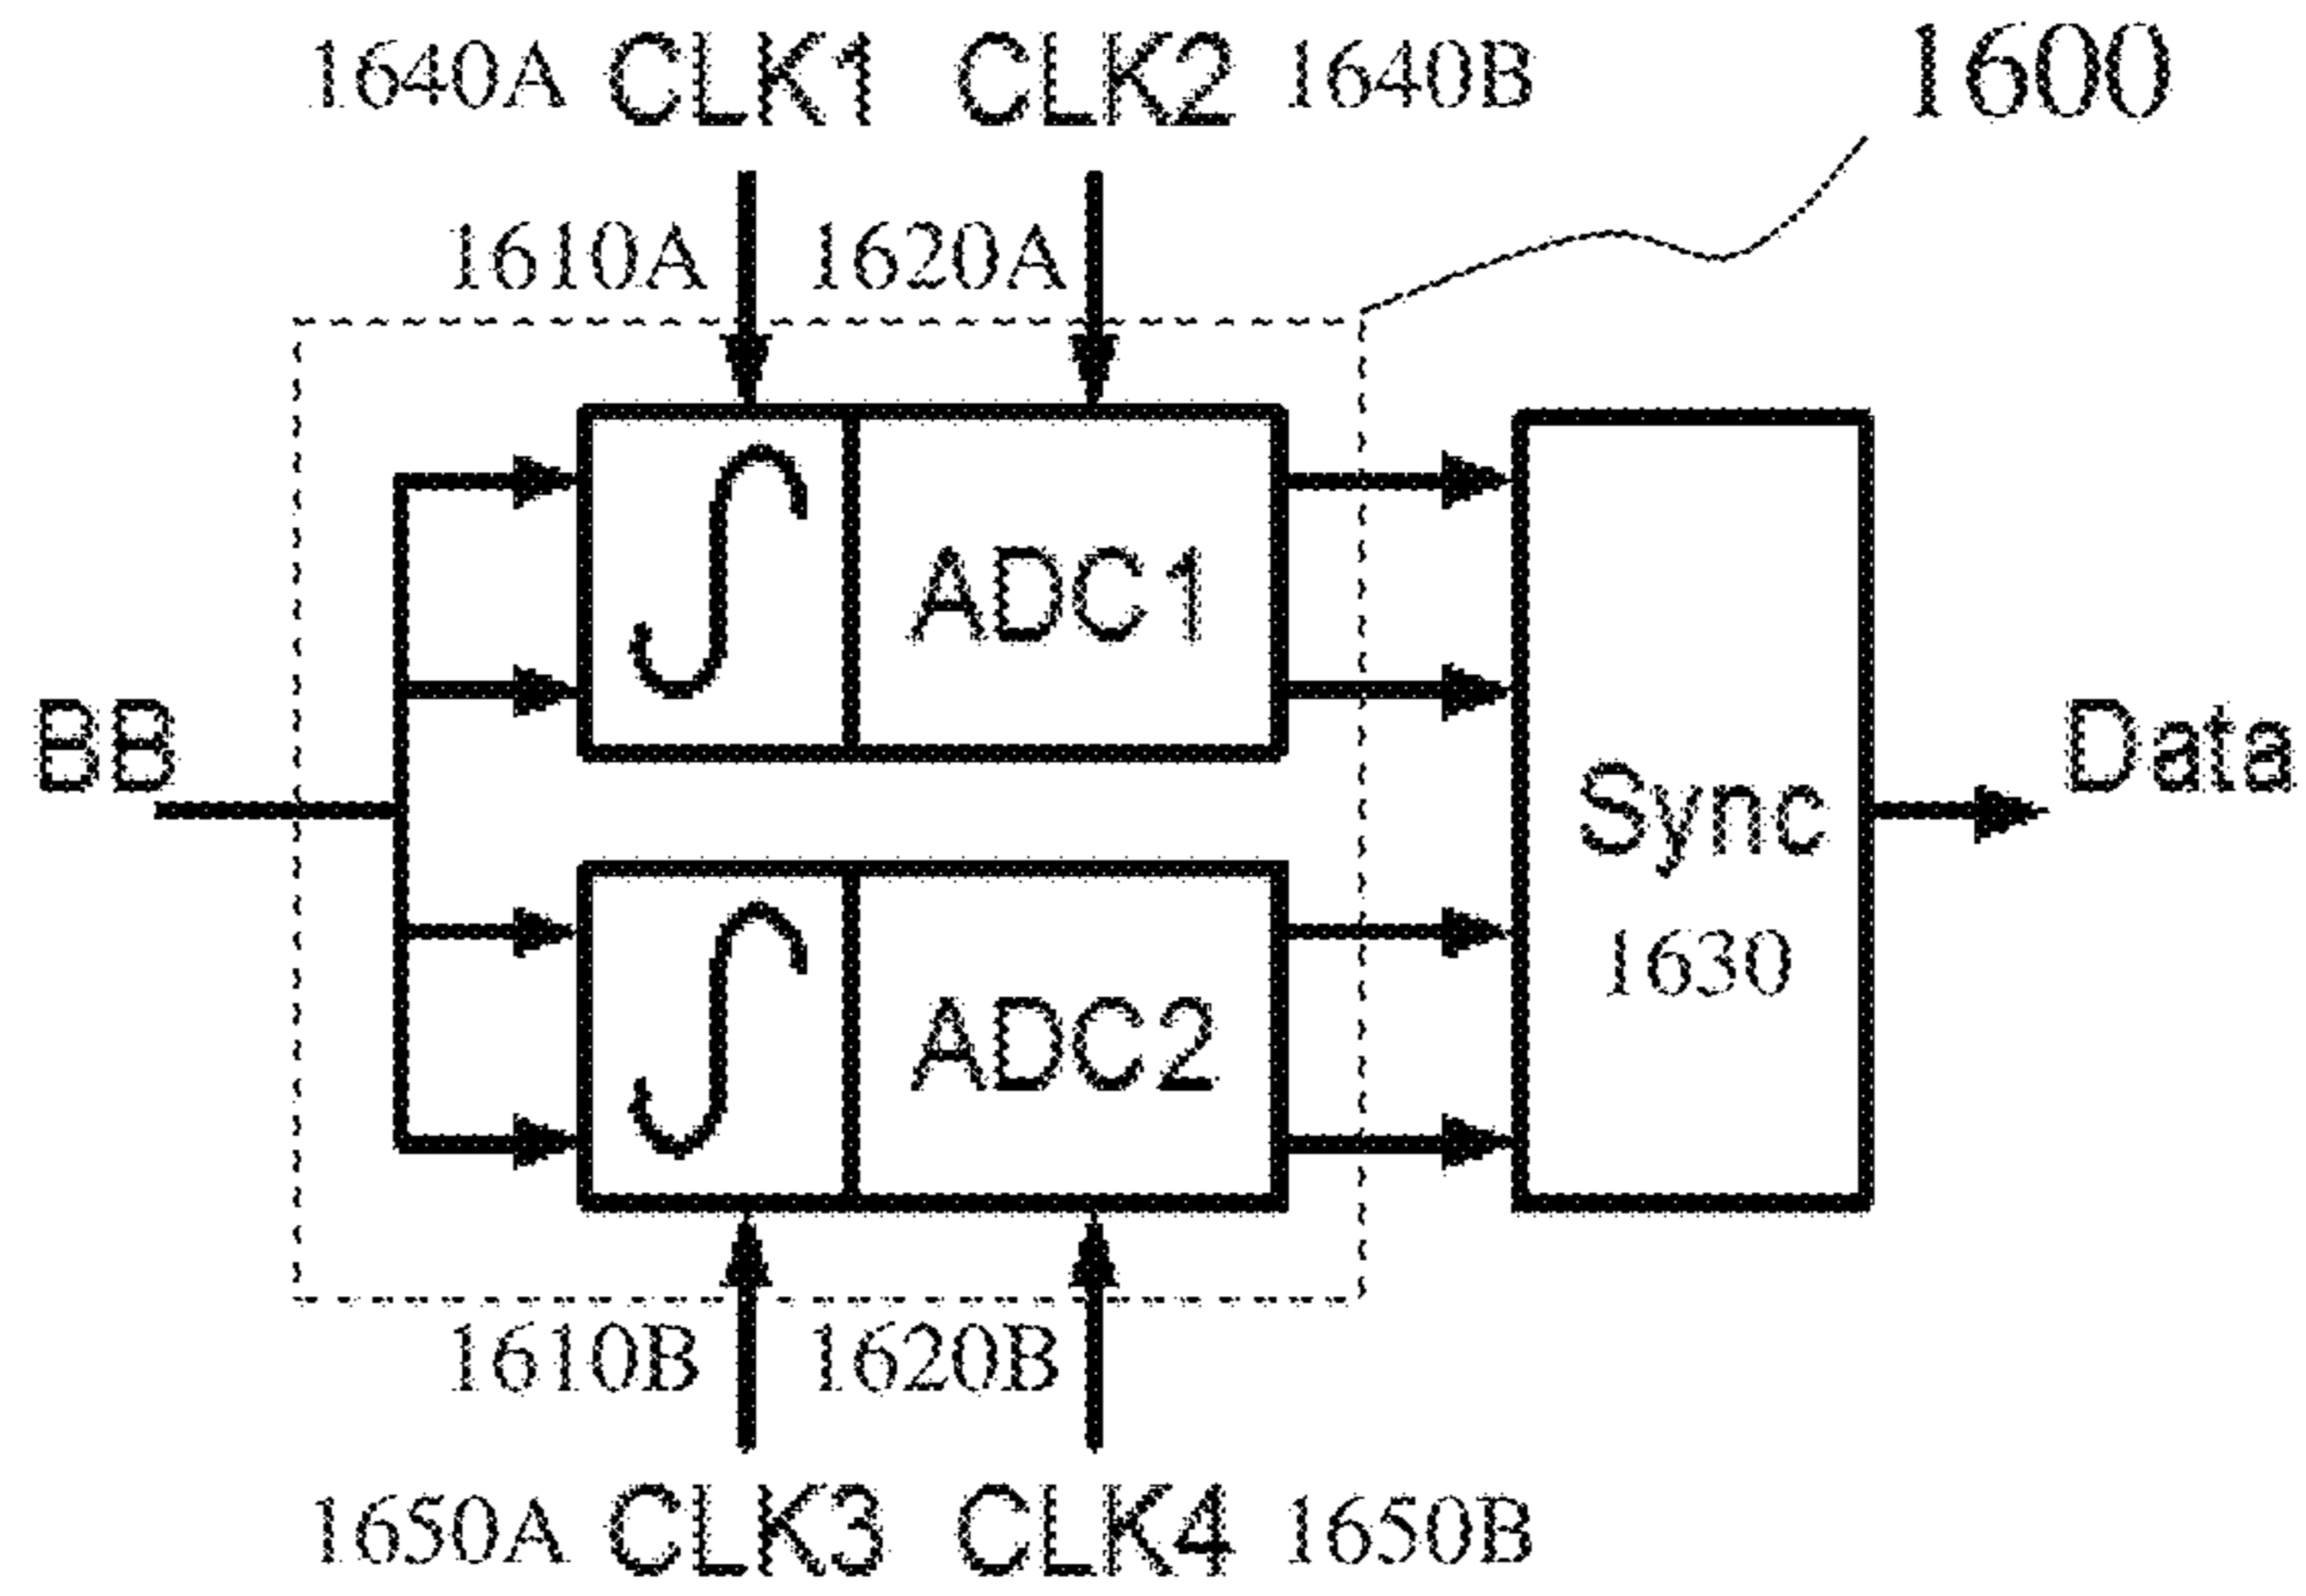 1640A CLK1 CLK2 1640B 1600
1610A 1620A
ADC1
BB
Data
Sync
1630
ADC2
1610B 1620B
1650A CLK3 CLK4 1650B